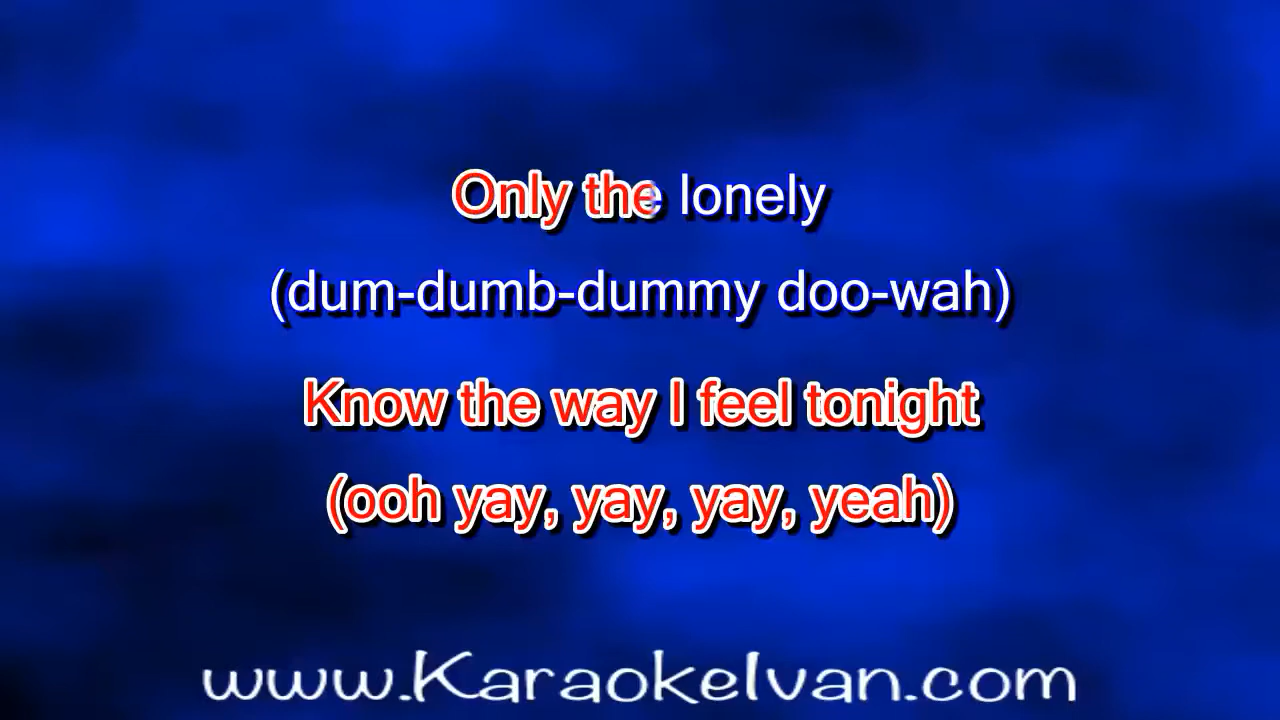 Only the lonely
(dum-dumb-dummy doo-wah)
Know the way I feel tonight
(ooh yay, yay, yay, yeah)
www.KaraokeIvan.com